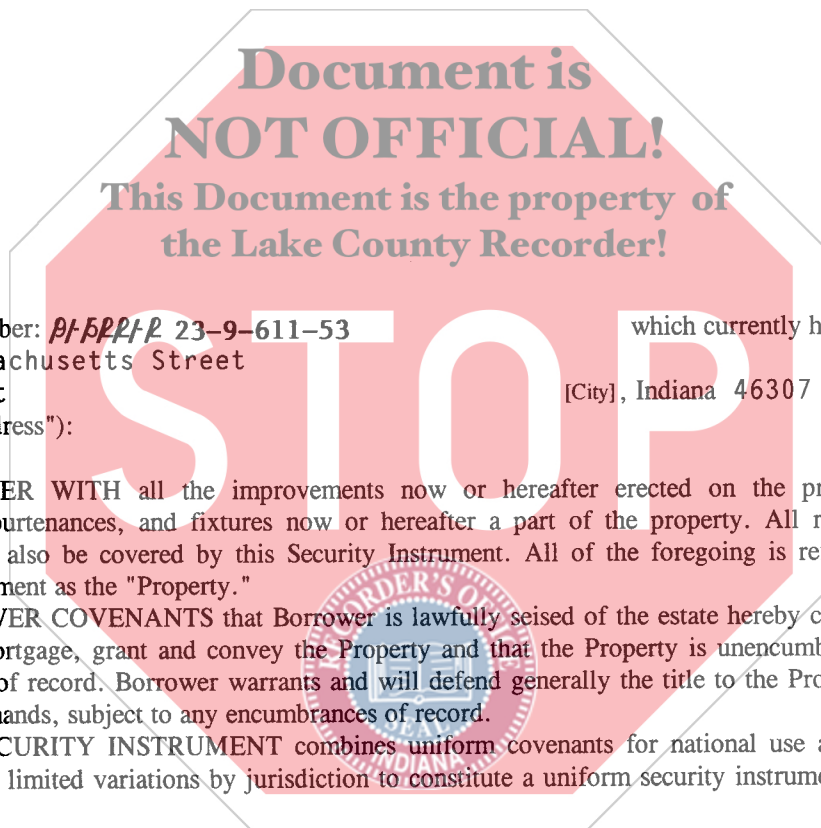 Document is
NOT OFFICIAL!
This Document is the property of
the Lake County Recorder!
STOP
ber: 23-9-611-53 which currently h
achusetts Street
[City], Indiana 46307
ress"):
ER WITH all the improvements now or hereafter erected on the pr
urtenances, and fixtures now or hereafter a part of the property. All r
also be covered by this Security Instrument. All of the foregoing is re
ment as the "Property."
VER COVENANTS that Borrower is lawfully seised of the estate hereby c
ortgage, grant and convey the Property and that the Property is unencumb
of record. Borrower warrants and will defend generally the title to the Pro
ands, subject to any encumbrances of record.
CURITY INSTRUMENT combines uniform covenants for national use a
limited variations by jurisdiction to constitute a uniform security instrume
RECORDER'S OFFICE
SEAL
INDIANA